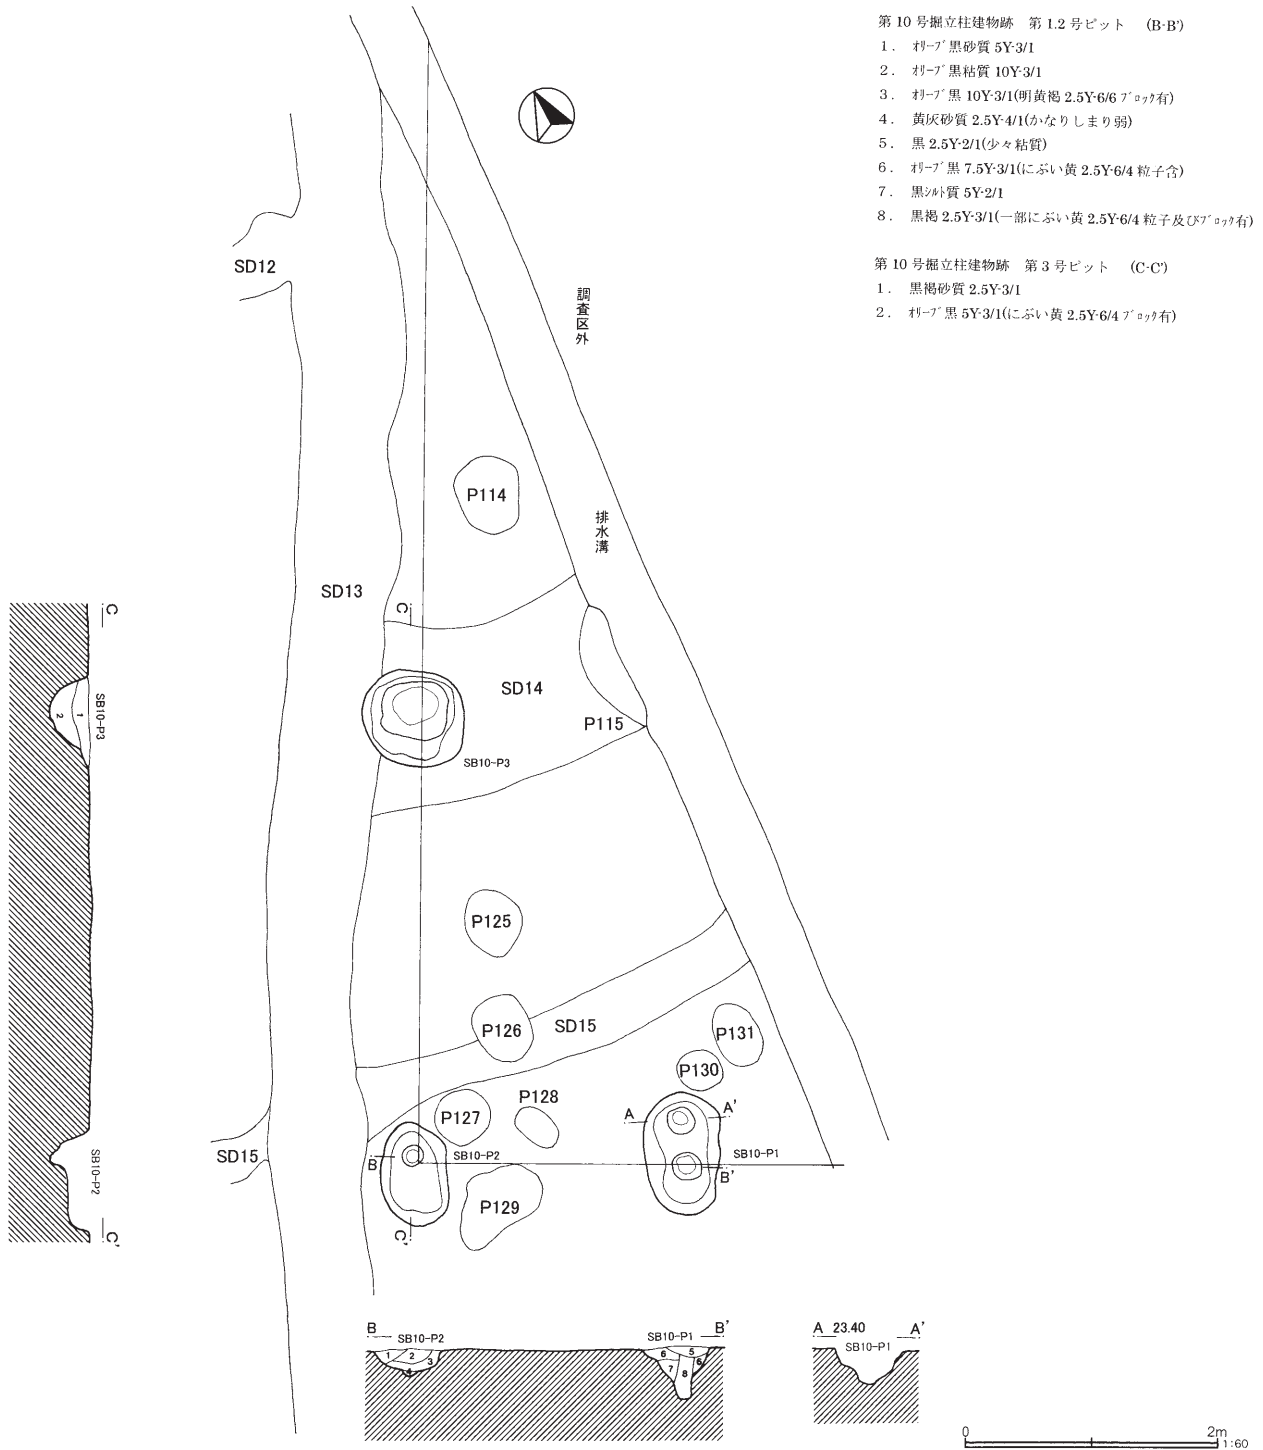 第 10 号掘立柱建物跡　第 1.2 号ピット　(B-B')
1 .　ｵﾘｰﾌﾞ黒砂質 5Y-3/1
2 .　ｵﾘｰﾌﾞ黒粘質 10Y-3/1
3 .　ｵﾘｰﾌﾞ黒 10Y-3/1(明黄褐 2.5Y-6/6 ﾌﾞﾛｯｸ有)
4 .　黄灰砂質 2.5Y-4/1(かなりしまり弱)
5 .　黒 2.5Y-2/1(少々粘質)
6 .　ｵﾘｰﾌﾞ黒 7.5Y-3/1(にぶい黄 2.5Y-6/4 粒子含)
7 .　黒ｼﾙﾄ質 5Y-2/1
8 .　黒褐 2.5Y-3/1(一部にぶい黄 2.5Y-6/4 粒子及びﾌﾞﾛｯｸ有)
第 10 号掘立柱建物跡　第 3 号ピット　(C-C')
1 .　黒褐砂質 2.5Y-3/1
2 .　ｵﾘｰﾌﾞ黒 5Y-3/1(にぶい黄 2.5Y-6/4 ﾌﾞﾛｯｸ有)
SD12
調査区外
P114
排水溝
SD13
C
SD14
P115
SB10-P3
P125
P126
SD15
P131
P130
P128
P127
A
A'
SD15
B
SB10-P2
SB10-P1
B'
P129
C'
C
SB10-P3
1
2
SB10-P2
C'
B
SB10-P2
SB10-P1
B'
1
2
3
4
6
5
7
8
6
A
23.40
A'
SB10-P1
0
2m
1:60